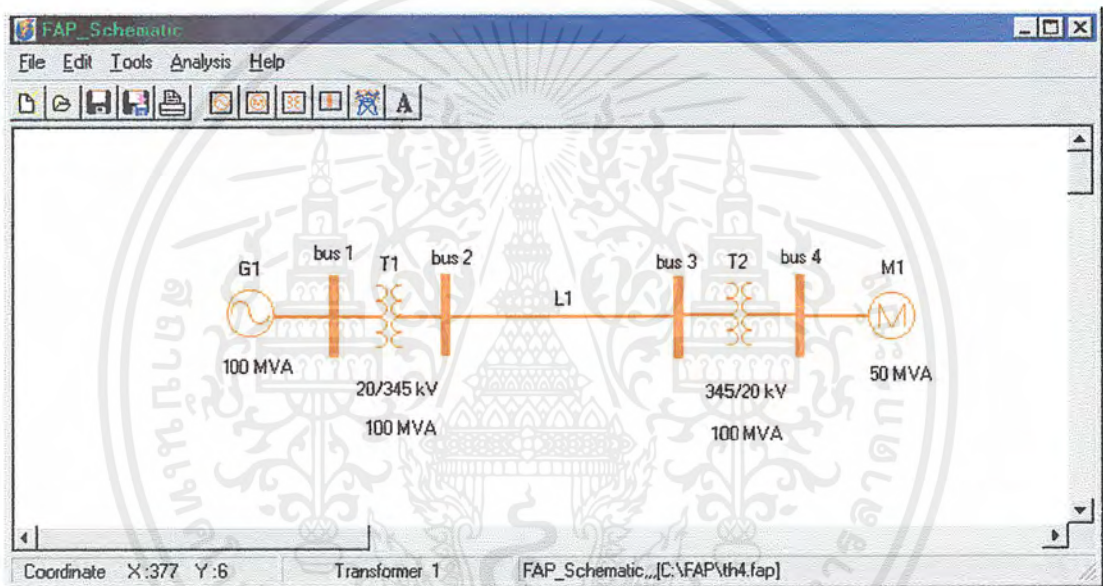 FAP_Schematic
File Edit Tools Analysis Help
A
bus 1
bus 2
bus 3
bus 4
G1
T1
L1
T2
M1
M
100 MVA
20/345 kV
100 MVA
345/20 kV
100 MVA
50 MVA
Coordinate X:377 Y:6 Transformer 1 FAP_Schematic,,,[C:\FAP\th4.fap]